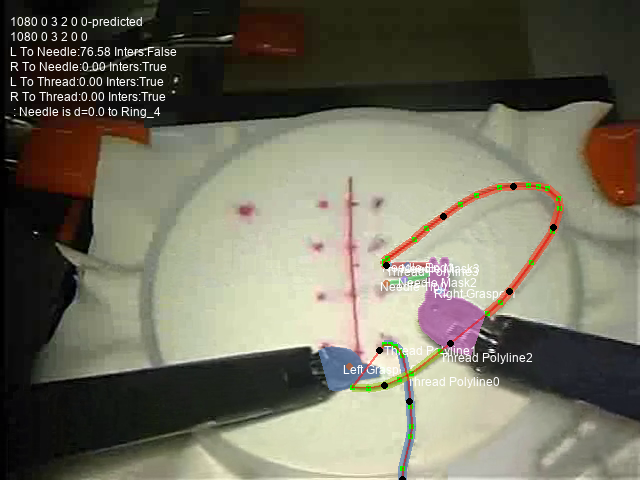 1080 0 3 2 0 0-predicted
1080 0 3 2 0 0
L To Needle:76.58 Inters:False
R To Needle:0.00 Inters:True
L To Thread:0.00 Inters:True
R To Thread:0.00 Inters:True
: Needle is d=0.0 to Ring_4
Thread Polyline3
Needle Mask2
Right Grasper
Thread Polyline1
Thread Polyline2
Left Grasp
Thread Polyline0